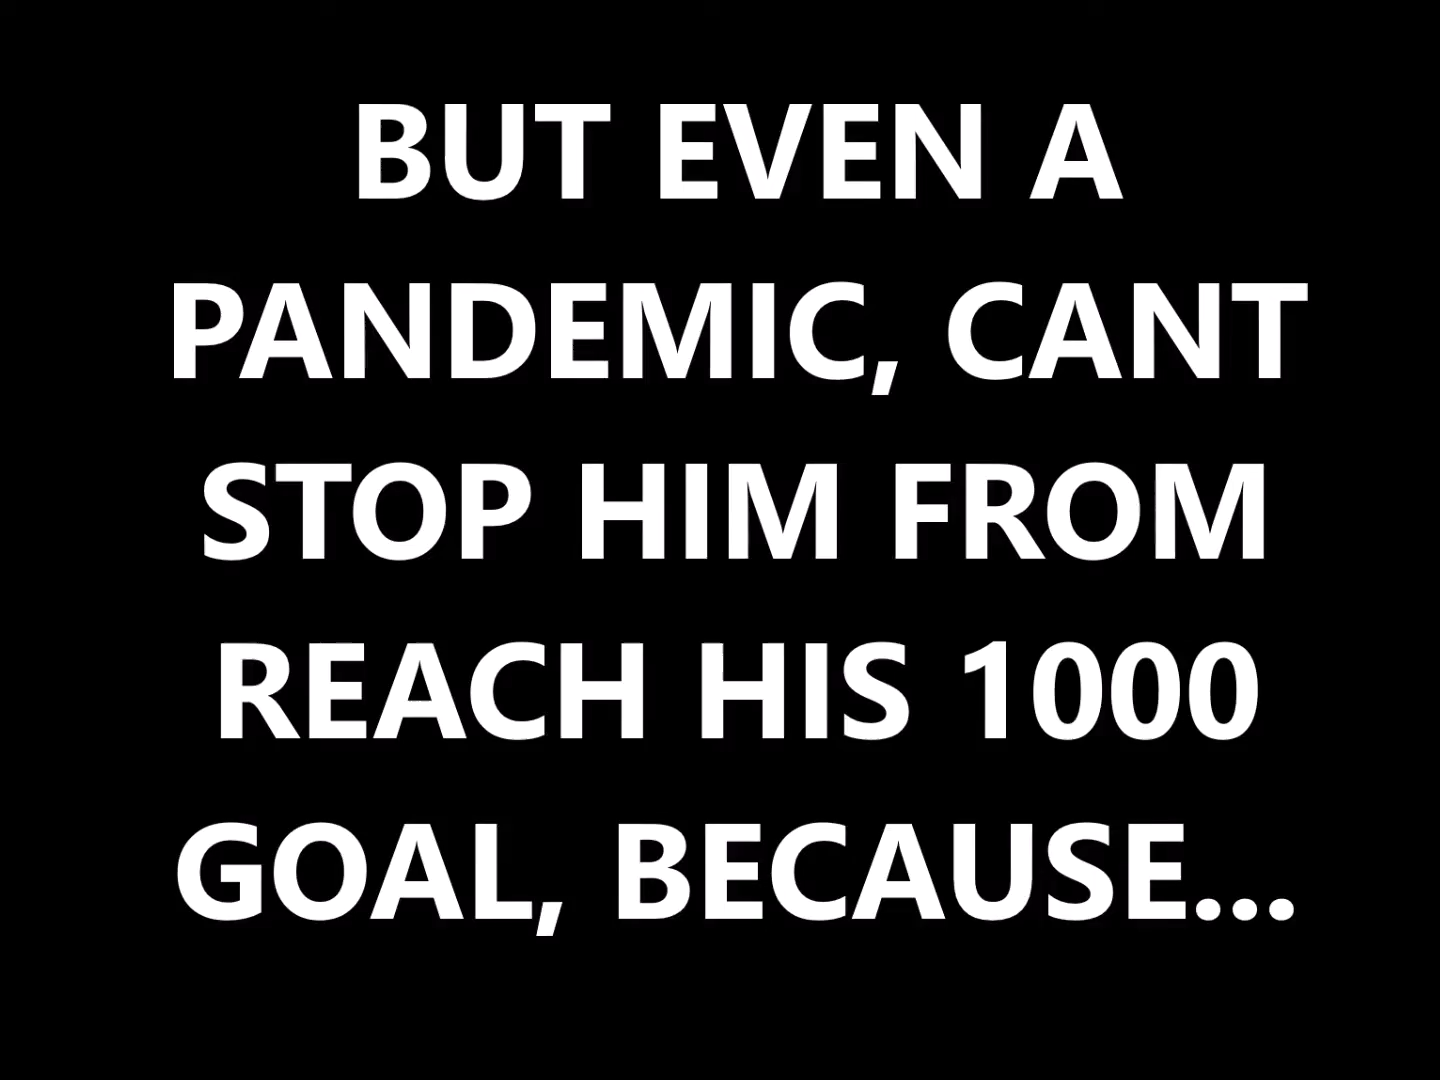 BUT EVEN A
PANDEMIC, CANT
STOP HIM FROM
REACH HIS 1000
GOAL, BECAUSE...